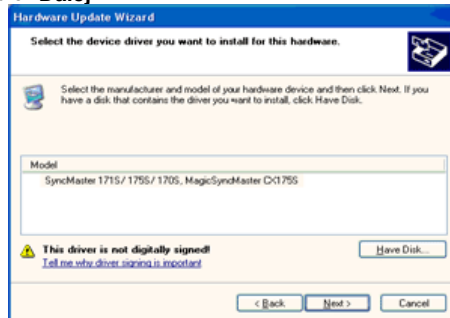 Hardware Update Wizard
Select the device driver you want to install for this hardware.
Select the manufacturer and model of your hardware device and then click Next. If you
have a disk that contains the driver you want to install, click Have Disk.
Model
SyncMaster 171S/ 175S/ 170S, MagicSyncMaster CX175S
This driver is not digitally signed!
Have Disk...
Tell me why driver signing is important
< Back
Next >
Cancel